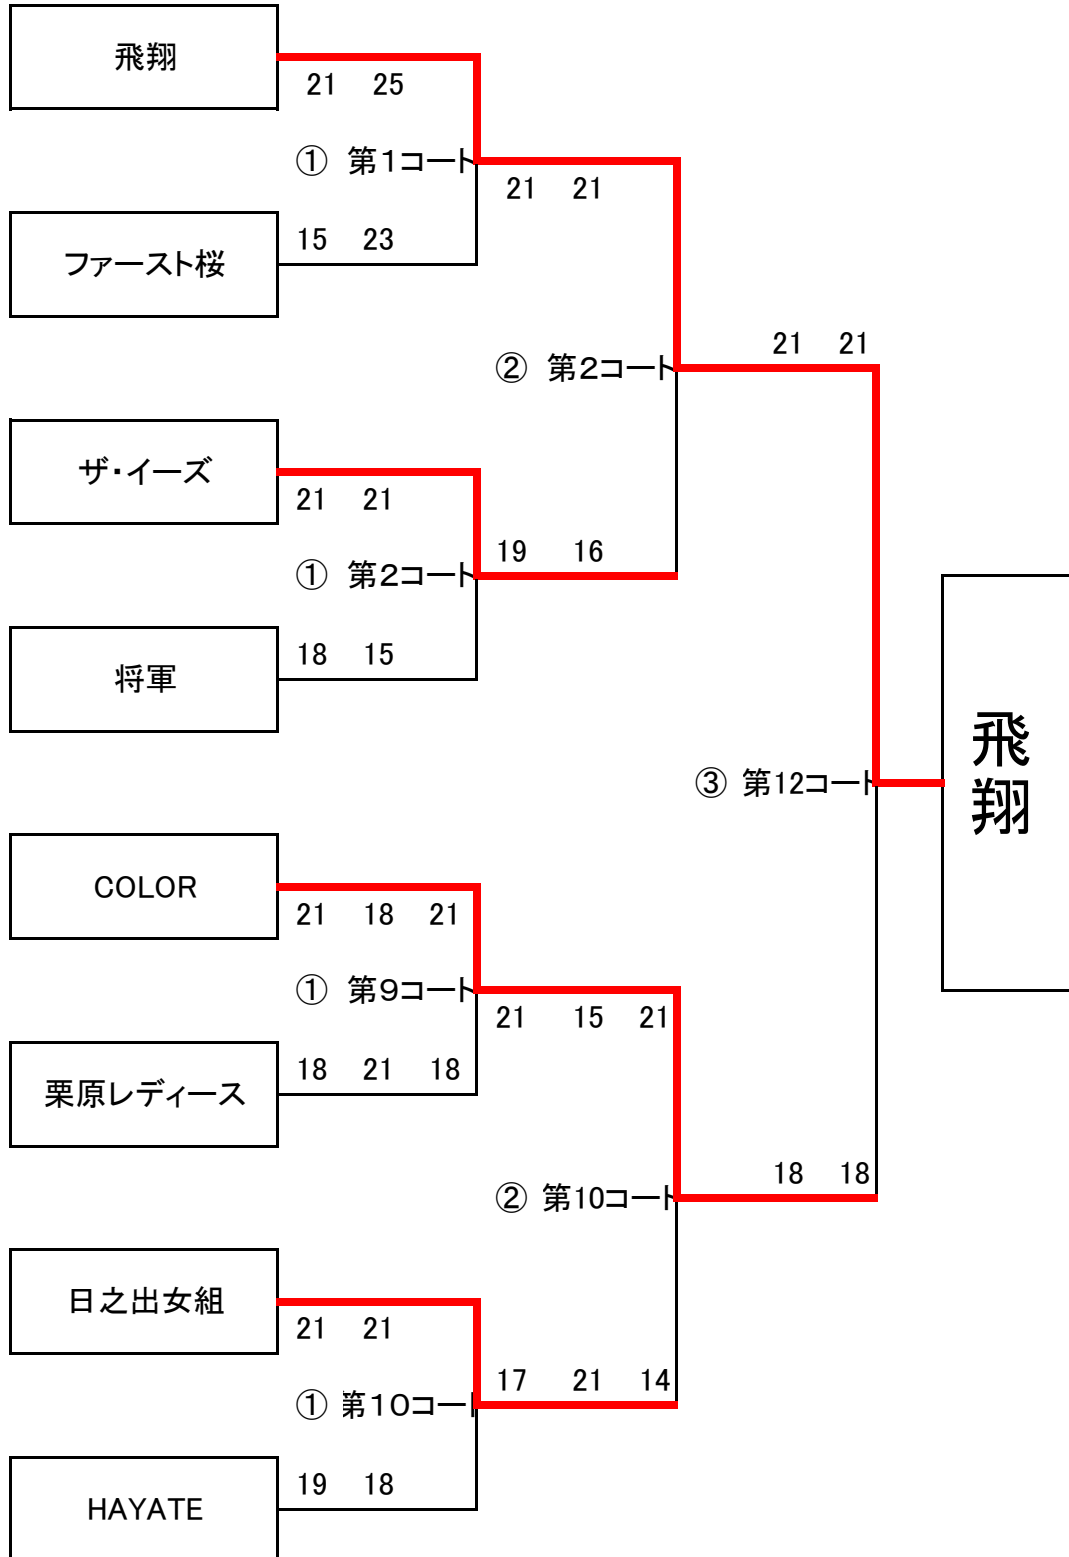 飛翔
21 25
① 第1コート
21 21
ファースト桜
15 23
② 第2コート
21 21
ザ・イーズ
21 21
19 16
① 第2コート
将軍
18 15
③ 第12コート
飛翔
COLOR
21 18 21
① 第9コート
21 15 21
栗原レディース
18 21 18
② 第10コート
18 18
日之出女組
21 21
17 21 14
① 第10コート
HAYATE
19 18